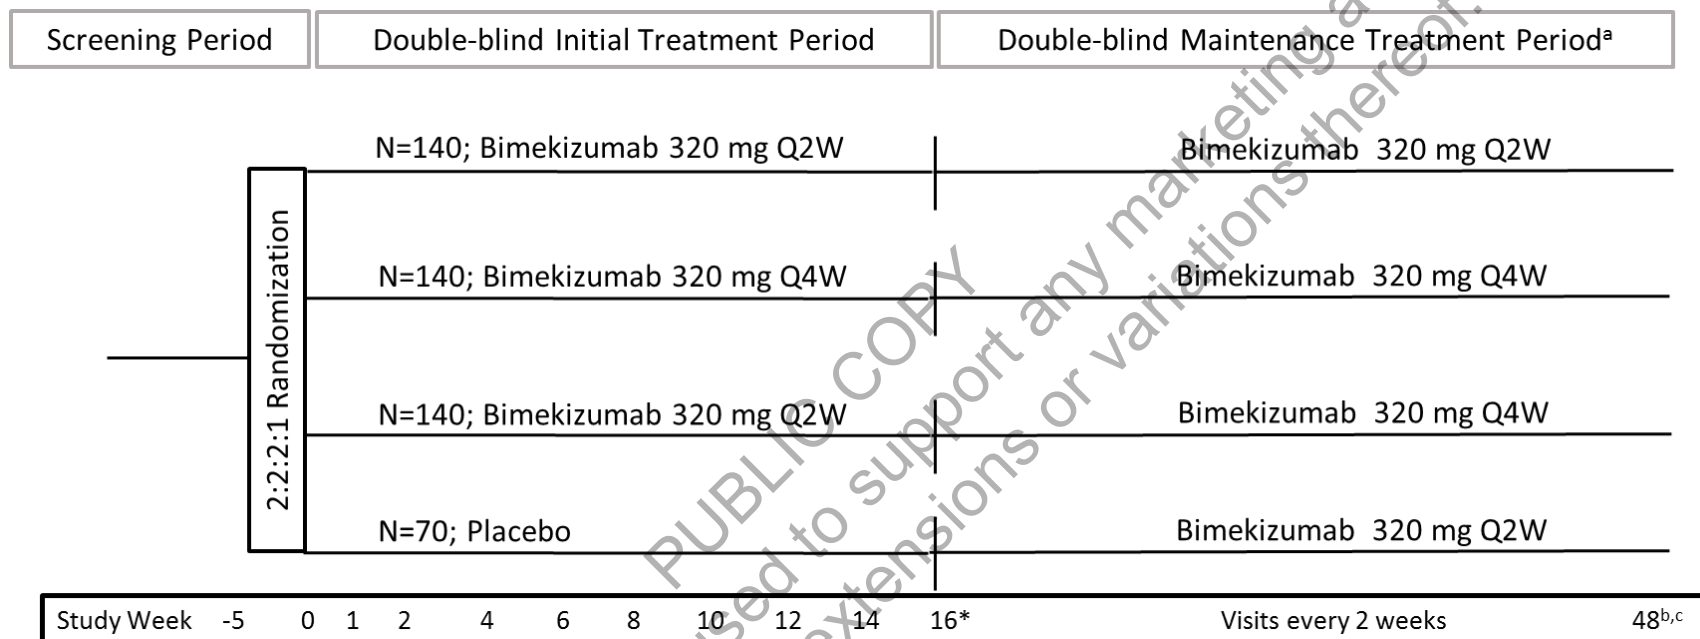 Screening Period
Double-blind Initial Treatment Period
Double-blind Maintenance Treatment Periodᵃ
N=140; Bimekizumab 320 mg Q2W
Bimekizumab 320 mg Q2W
N=140; Bimekizumab 320 mg Q4W
Bimekizumab 320 mg Q4W
2:2:2:1 Randomization
N=140; Bimekizumab 320 mg Q2W
Bimekizumab 320 mg Q4W
N=70; Placebo
Bimekizumab 320 mg Q2W
Study Week -5 0 1 2 4 6 8 10 12 14 16* Visits every 2 weeks 48ᵇ,ᶜ
PUBLIC COPY
used to support any marketing
extensions or variations thereof.